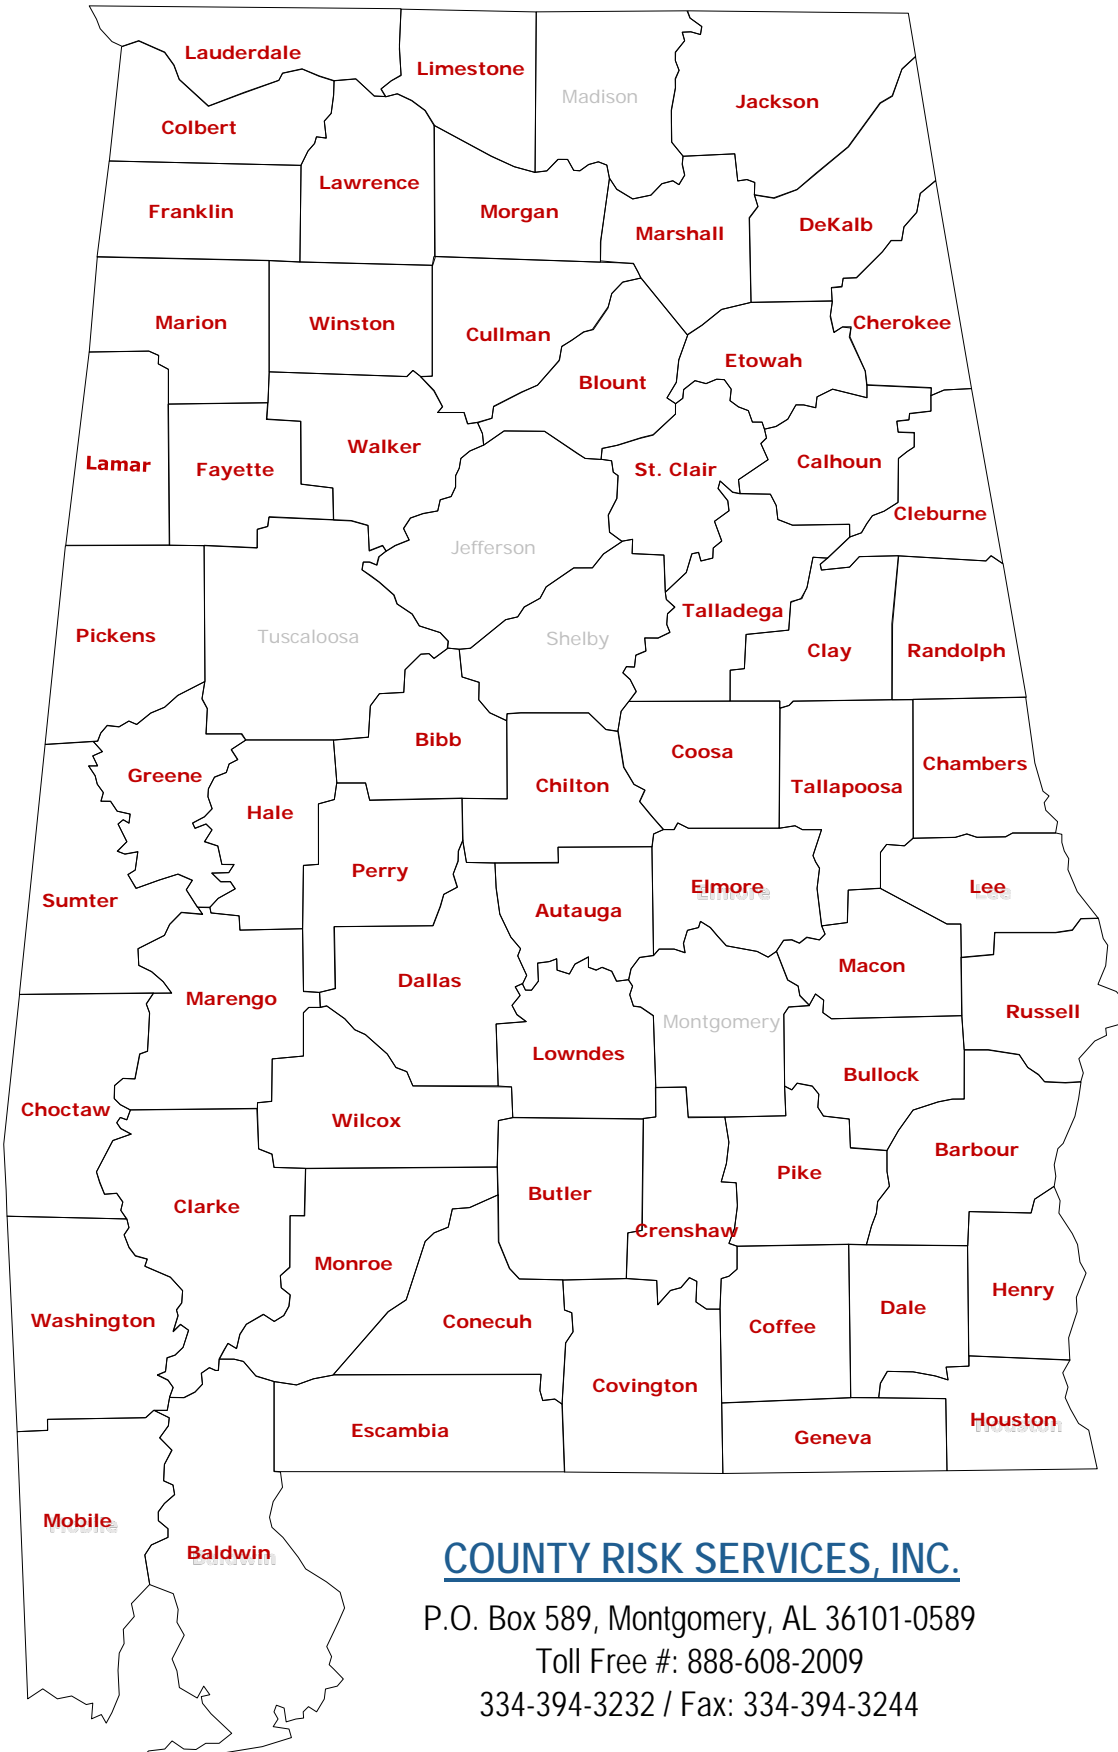 Lauderdale
Limestone
Madison
Jackson
Colbert
Lawrence
Franklin
Morgan
Marshall
DeKalb
Marion
Winston
Cullman
Cherokee
Etowah
Blount
Lamar
Fayette
Walker
St. Clair
Calhoun
Cleburne
Jefferson
Pickens
Tuscaloosa
Shelby
Talladega
Clay
Randolph
Bibb
Greene
Hale
Chilton
Coosa
Tallapoosa
Chambers
Sumter
Perry
Autauga
Elmore
Lee
Macon
Dallas
Marengo
Montgomery
Russell
Lowndes
Bullock
Choctaw
Wilcox
Barbour
Clarke
Butler
Pike
Crenshaw
Monroe
Washington
Conecuh
Coffee
Dale
Henry
Covington
Escambia
Geneva
Houston
Mobile
Baldwin
COUNTY RISK SERVICES, INC.
P.O. Box 589, Montgomery, AL 36101-0589
Toll Free #: 888-608-2009
334-394-3232 / Fax: 334-394-3244